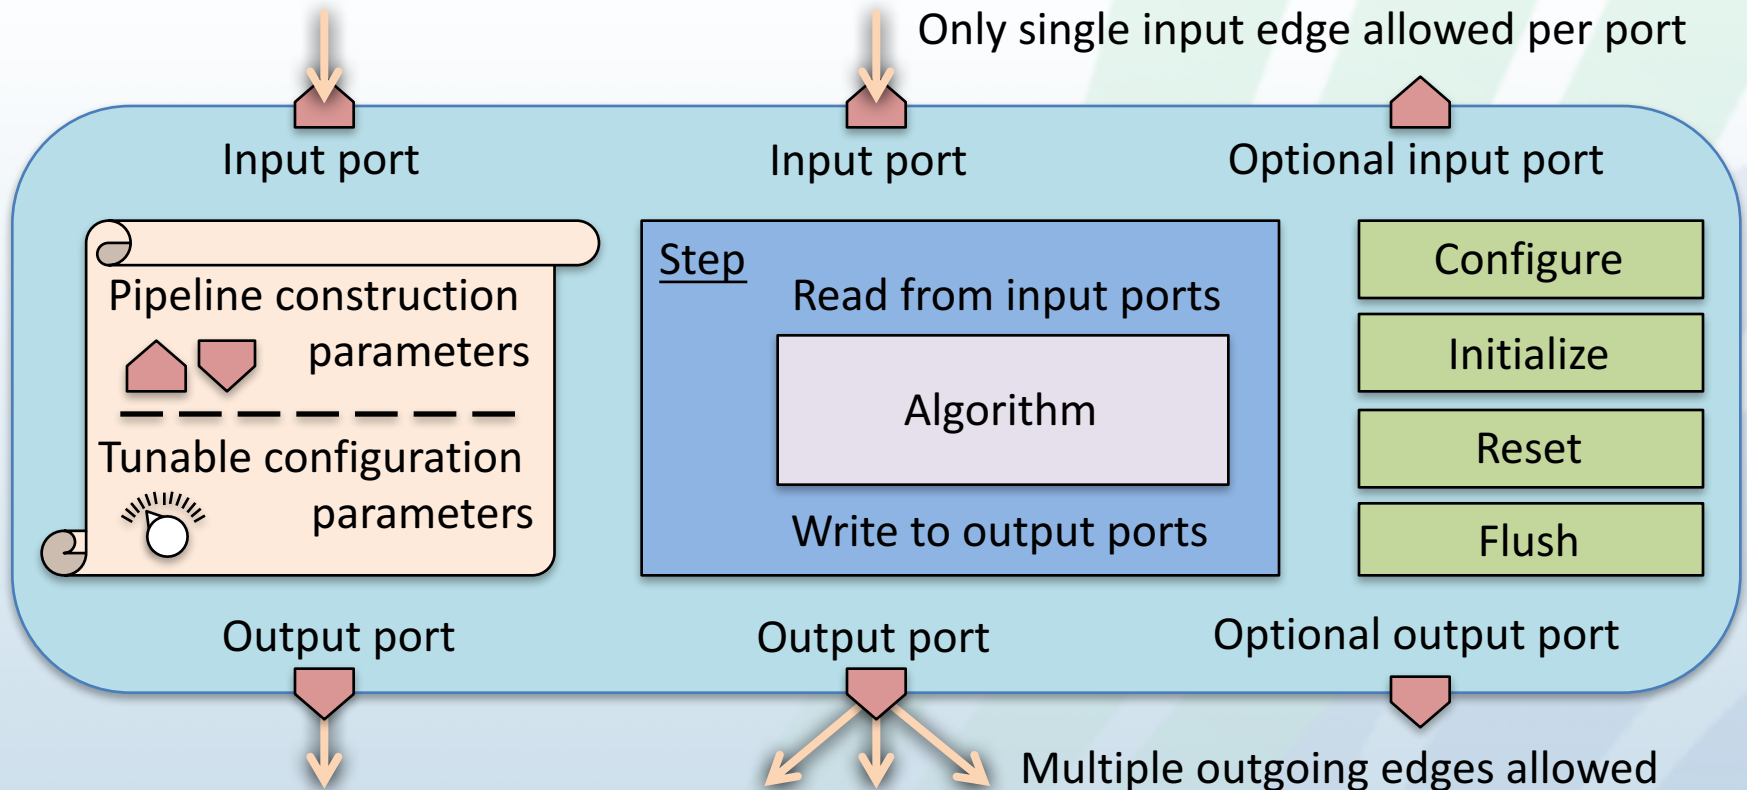 Only single input edge allowed per port
Input port
Input port
Optional input port
Pipeline construction
parameters
Tunable configuration
parameters
Step
Read from input ports
Algorithm
Write to output ports
Configure
Initialize
Reset
Flush
Output port
Output port
Optional output port
Multiple outgoing edges allowed